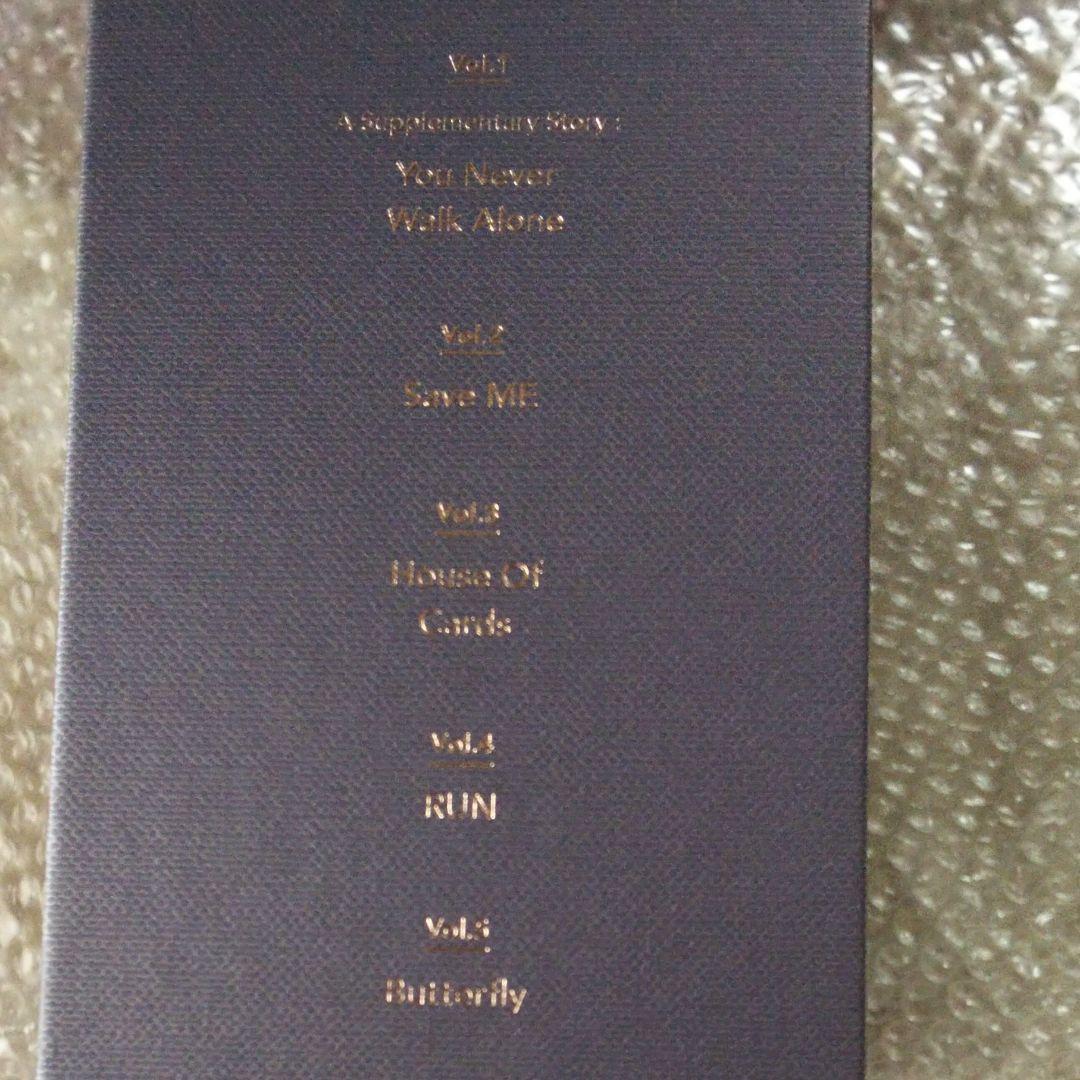 Vol.1
A Supplementary Story :
You Never
Walk Alone
Vol.2
Save ME
Vol.3
House Of
Cards
Vol.4
RUN
Vol.5
Butterfly